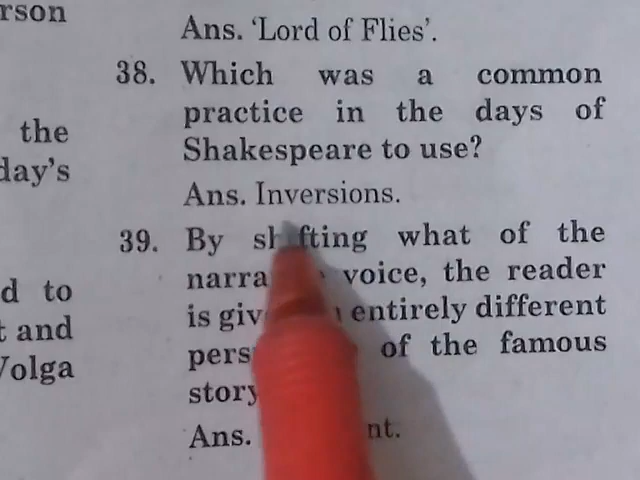 rson
the
day's
d to
t and
Volga
Ans. 'Lord of Flies'.
38. Which was a common
practice in the days of
Shakespeare to use?
Ans. Inversions.
39. By shifting what of the
narra voice, the reader
is giv entirely different
pers of the famous
story
Ans. nt.